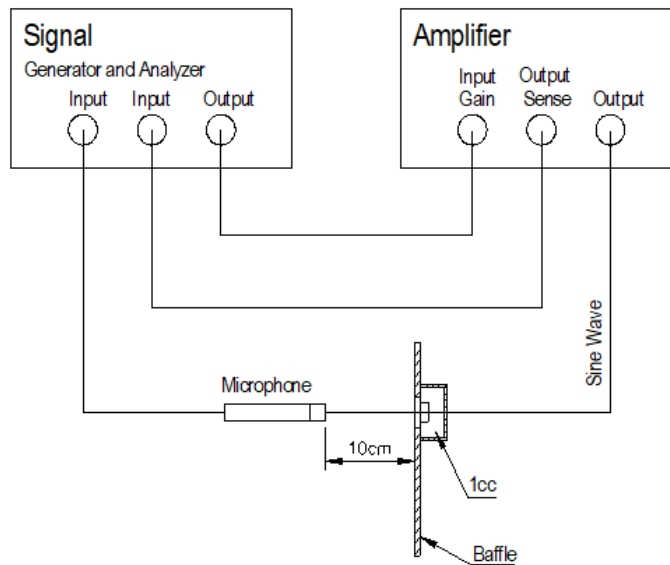 Signal
Generator and Analyzer
Input Input Output
Amplifier
Input
Gain
Output
Sense
Output
Sine Wave
Microphone
10cm
1cc
Baffle